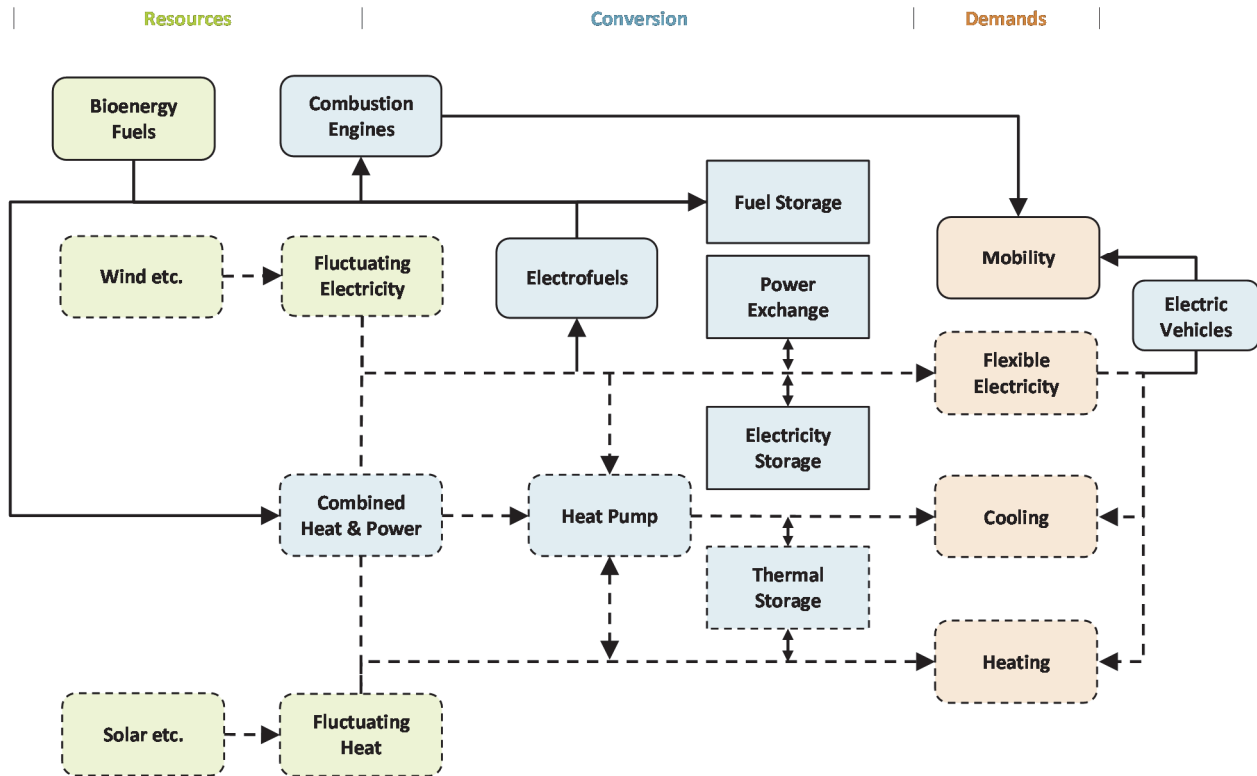 Resources
Conversion
Demands
Bioenergy
Fuels
Combustion
Engines
Fuel Storage
Wind etc.
Fluctuating
Electricity
Electrofuels
Power
Exchange
Mobility
Electric
Vehicles
Flexible
Electricity
Electricity
Storage
Combined
Heat & Power
Heat Pump
Cooling
Thermal
Storage
Heating
Solar etc.
Fluctuating
Heat